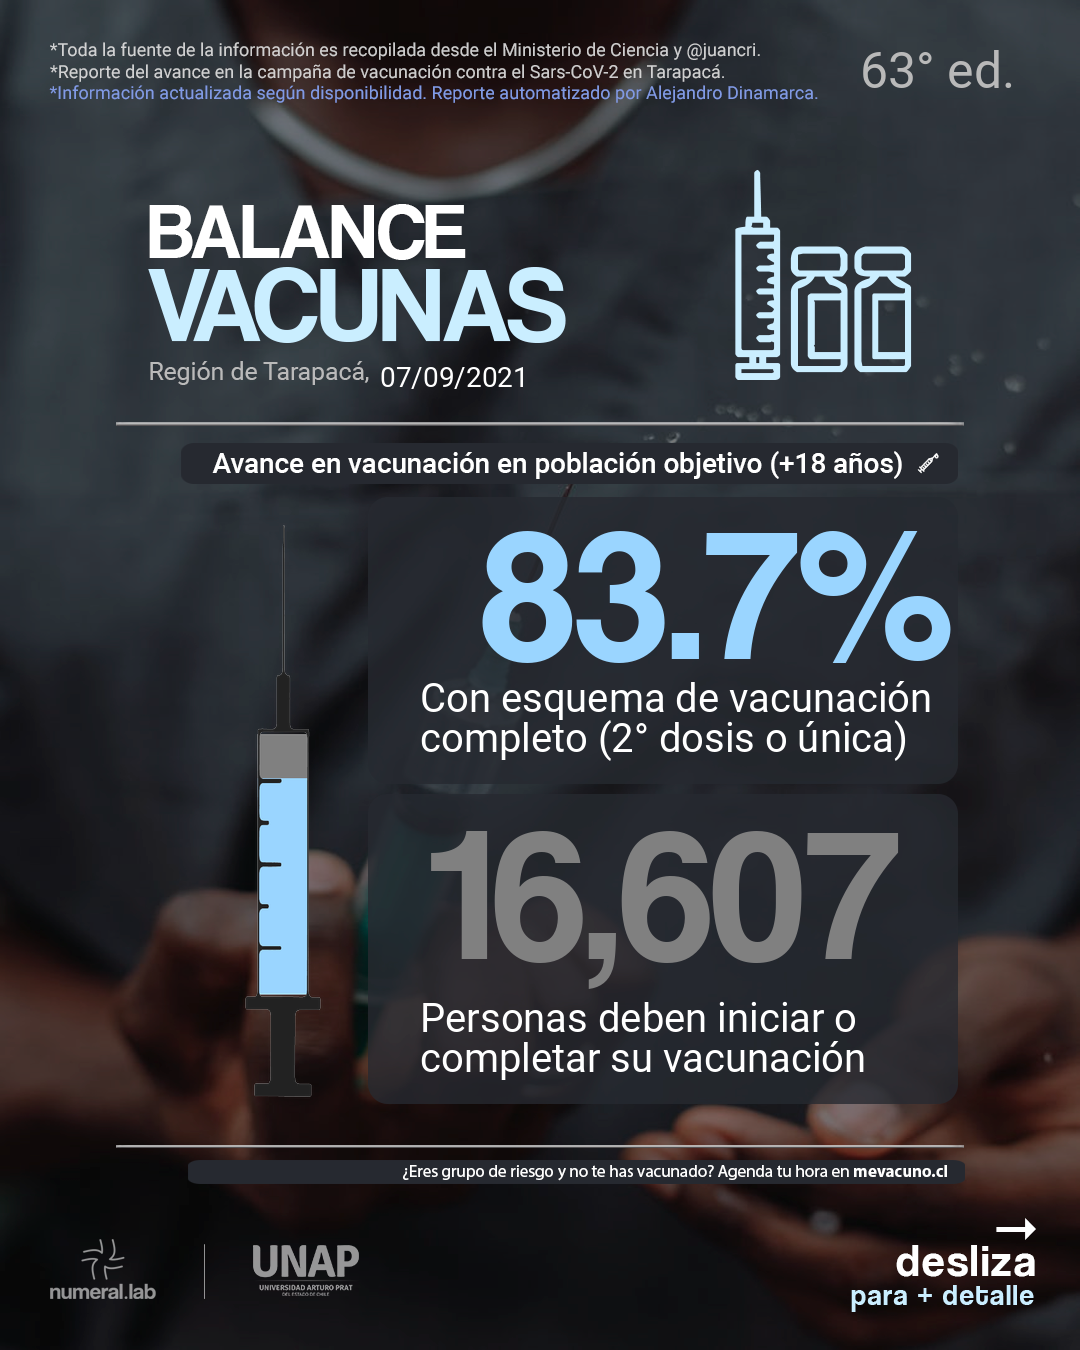 *Toda la fuente de la información es recopilada desde el Ministerio de Ciencia y @juancri.
*Reporte del avance en la campaña de vacunación contra el Sars-CoV-2 en Tarapacá.
*Información actualizada según disponibilidad. Reporte automatizado por Alejandro Dinamarca.
63° ed.
BALANCE
VACUNAS
Región de Tarapacá, 07/09/2021
Avance en vacunación en población objetivo (+18 años)
83.7%
Con esquema de vacunación
completo (2° dosis o única)
16,607
Personas deben iniciar o
completar su vacunación
¿Eres grupo de riesgo y no te has vacunado? Agenda tu hora en mevacuno.cl
numeral.lab
UNAP
UNIVERSIDAD ARTURO PRAT
DEL ESTADO DE CHILE
desliza
para + detalle